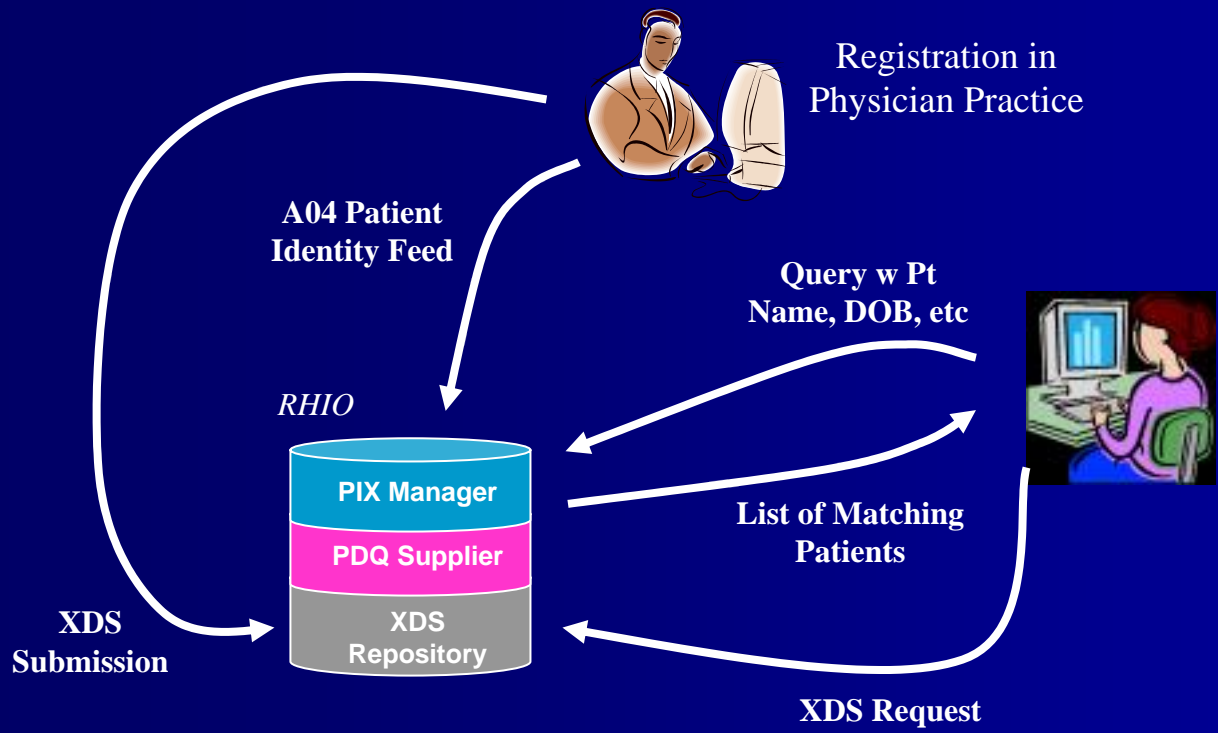 Registration in
Physician Practice
A04 Patient
Identity Feed
Query w Pt
Name, DOB, etc
RHIO
PIX Manager
PDQ Supplier
XDS
Repository
List of Matching
Patients
XDS
Submission
XDS Request